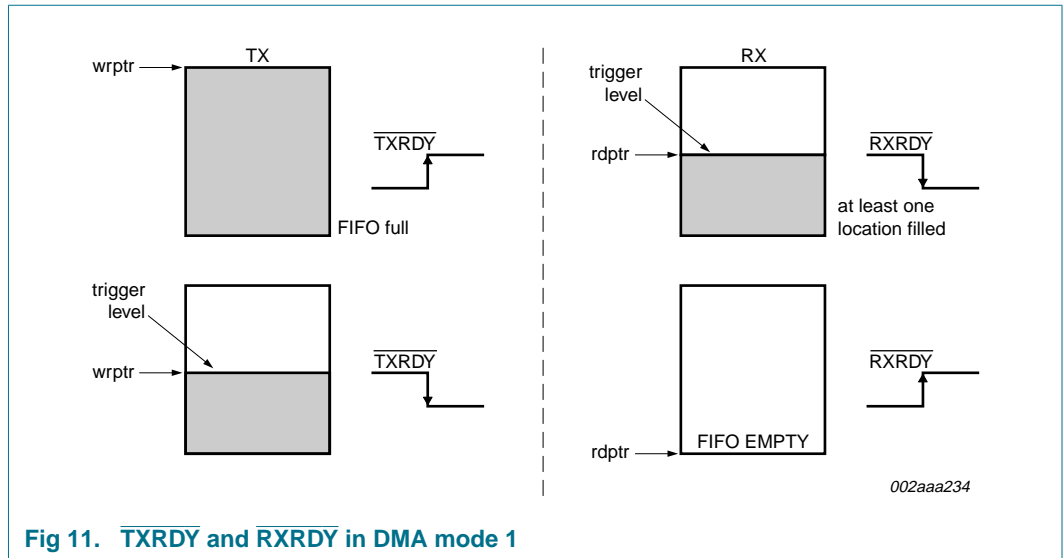 TX
wrptr
TXRDY
FIFO full
trigger
level
wrptr
TXRDY
RX
trigger
level
rdptr
RXRDY
at least one
location filled
RXRDY
FIFO EMPTY
rdptr
002aaa234
Fig 11. TXRDY and RXRDY in DMA mode 1